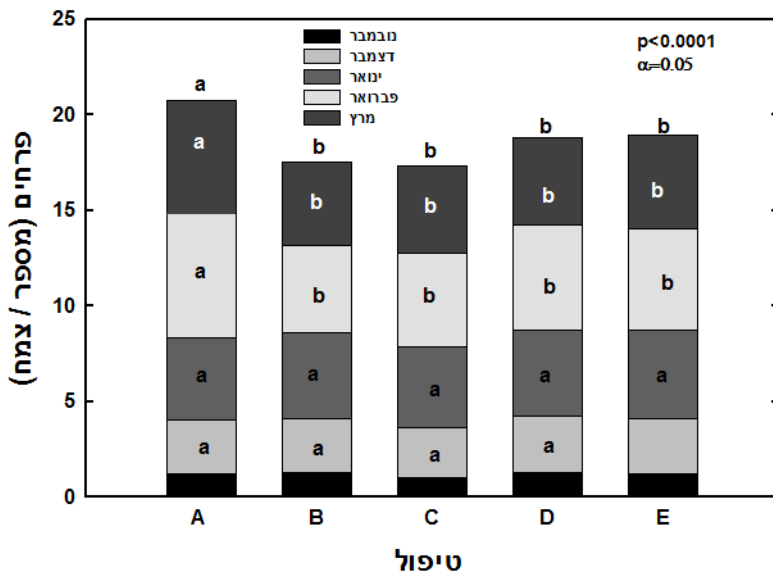 25
20
15
10
5
0
פרחים (מספר / צמח)
נובמבר
דצמבר
ינואר
פברואר
מרץ
p<0.0001
α=0.05
a b b b b
a b b b b
a b b b b
a a a a a
a a a a
A B C D E
טיפול